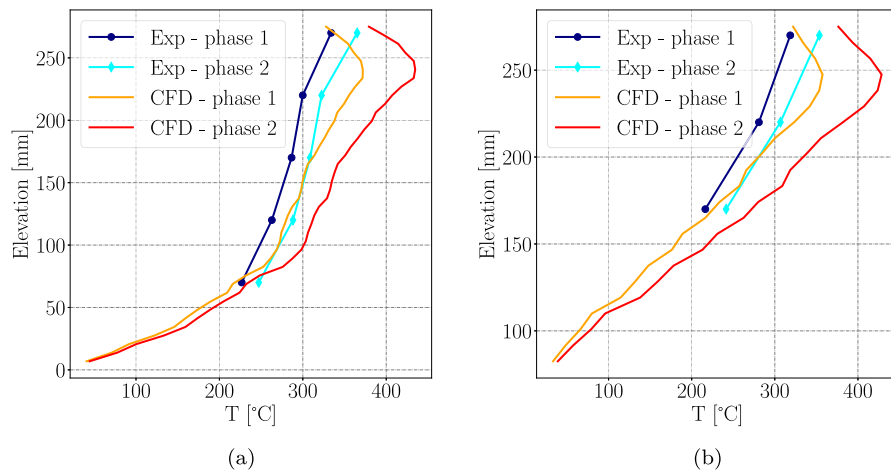 Exp - phase 1
Exp - phase 2
CFD - phase 1
CFD - phase 2
Elevation [mm]
250
200
150
100
50
0
100 200 300 400
T [°C]
(a)
Exp - phase 1
Exp - phase 2
CFD - phase 1
CFD - phase 2
Elevation [mm]
250
200
150
100
100 200 300 400
T [°C]
(b)